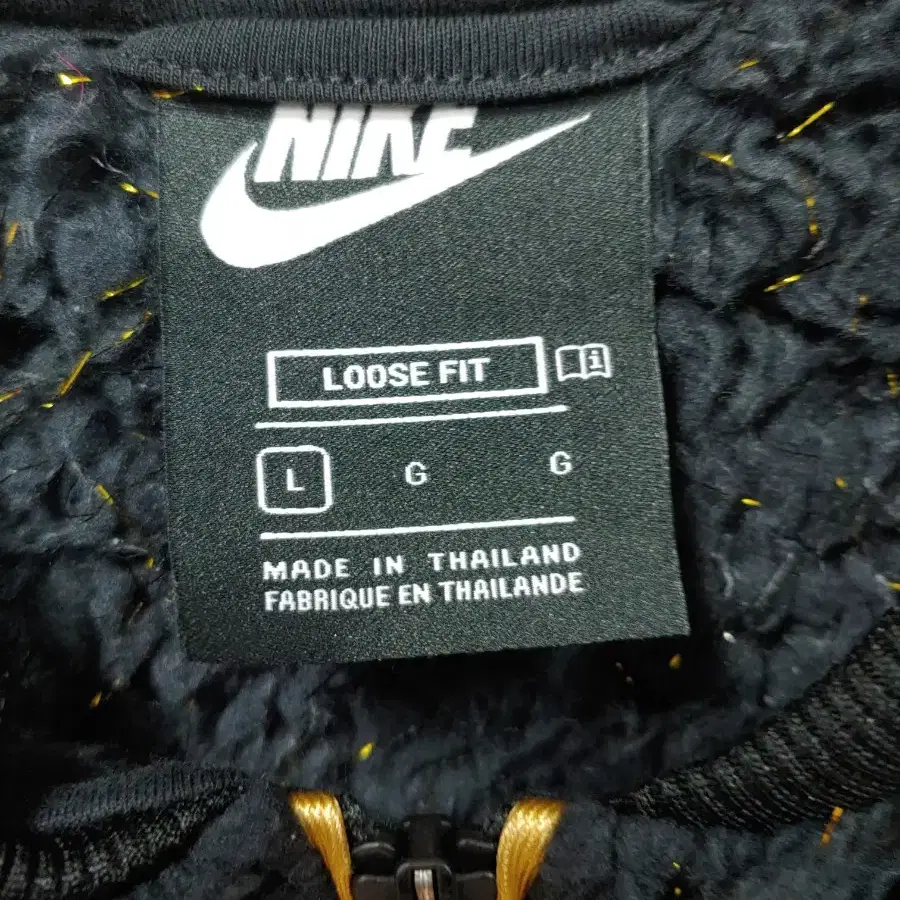 NIKE
LOOSE FIT
L G G
MADE IN THAILAND
FABRIQUE EN THAILANDE